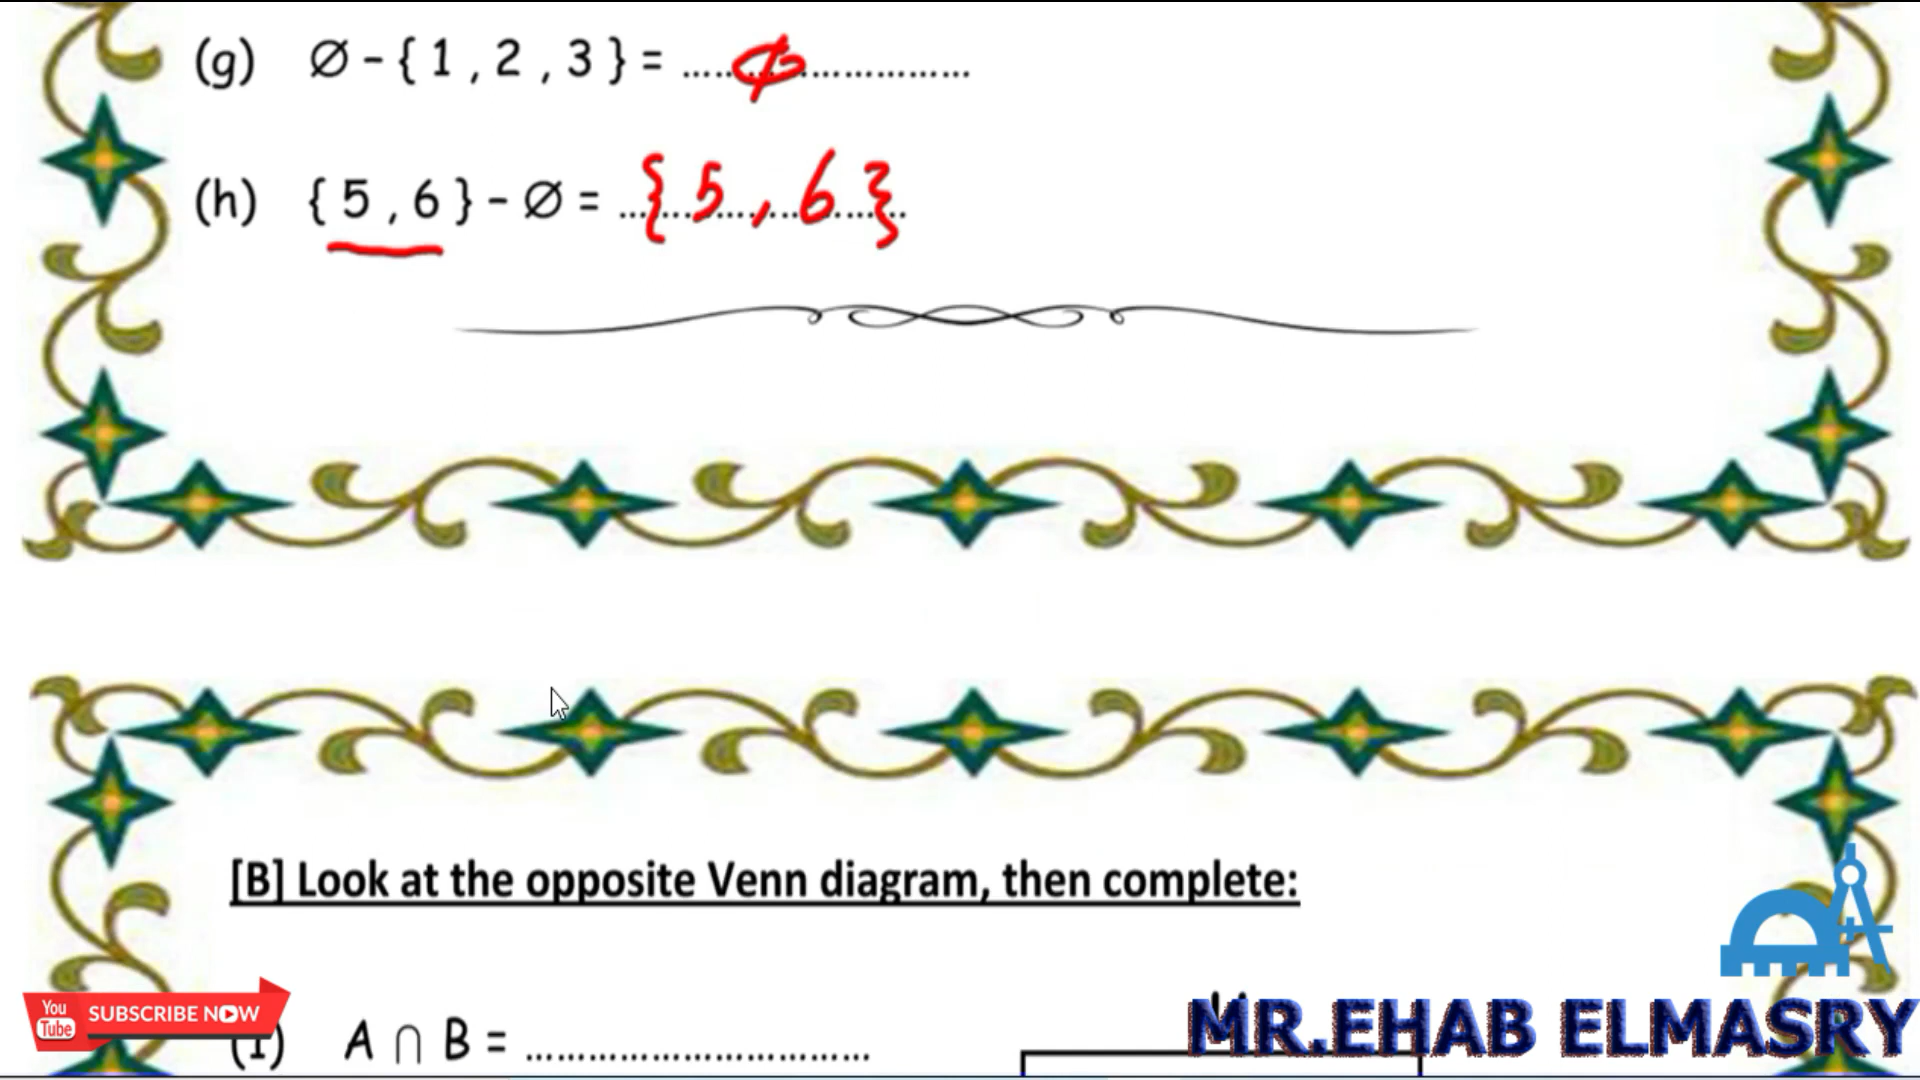 (g) Ø - { 1 , 2 , 3 } = ............ Ø ............
(h) { 5 , 6 } - Ø = ...{ 5 , 6 }...
[B] Look at the opposite Venn diagram, then complete:
(1) A ∩ B = ....................................
You Tube SUBSCRIBE NOW
MR.EHAB ELMASRY